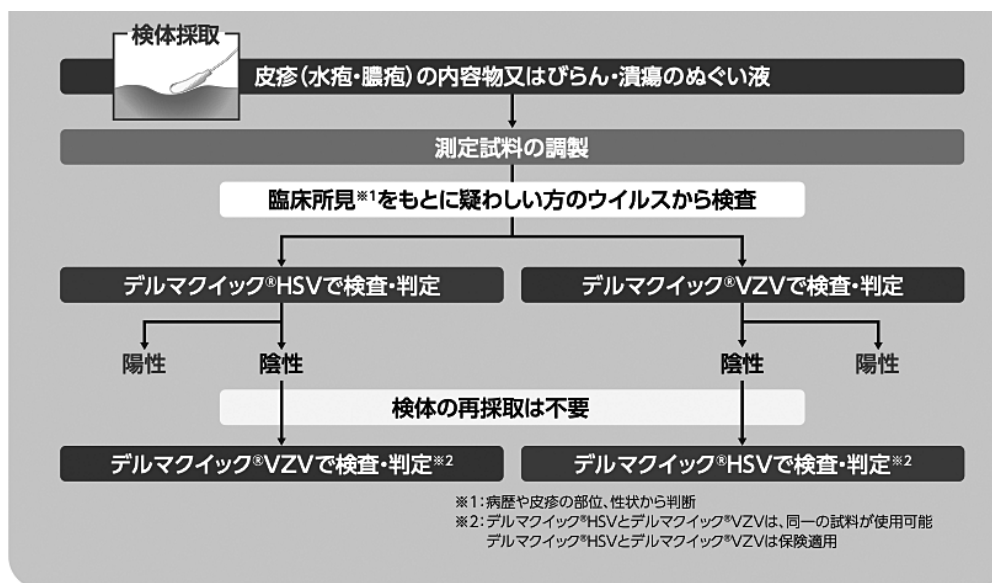 検体採取
皮疹（水疱・膿疱）の内容物又はびらん・潰瘍のぬぐい液
測定試料の調製
臨床所見※1をもとに疑わしい方のウイルスから検査
デルマクイック®HSVで検査・判定
デルマクイック®VZVで検査・判定
陽性
陰性
陰性
陽性
検体の再採取は不要
デルマクイック®VZVで検査・判定※2
デルマクイック®HSVで検査・判定※2
※1：病歴や皮疹の部位、性状から判断
※2：デルマクイック®HSVとデルマクイック®VZVは、同一の試料が使用可能
デルマクイック®HSVとデルマクイック®VZVは保険適用